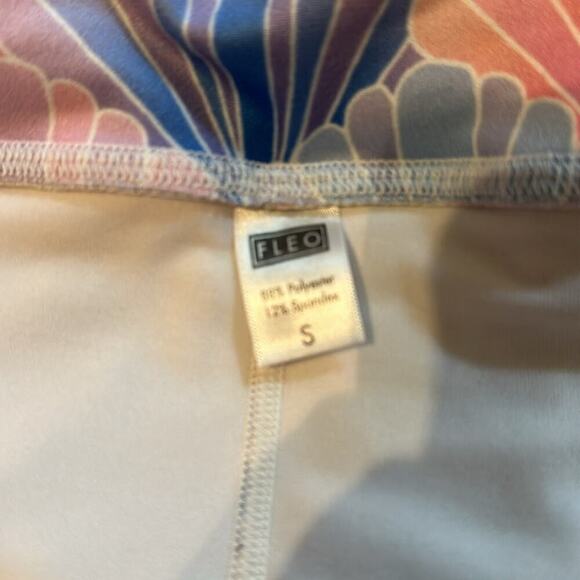 FLEO
88% Polyester
12% Spandex
S